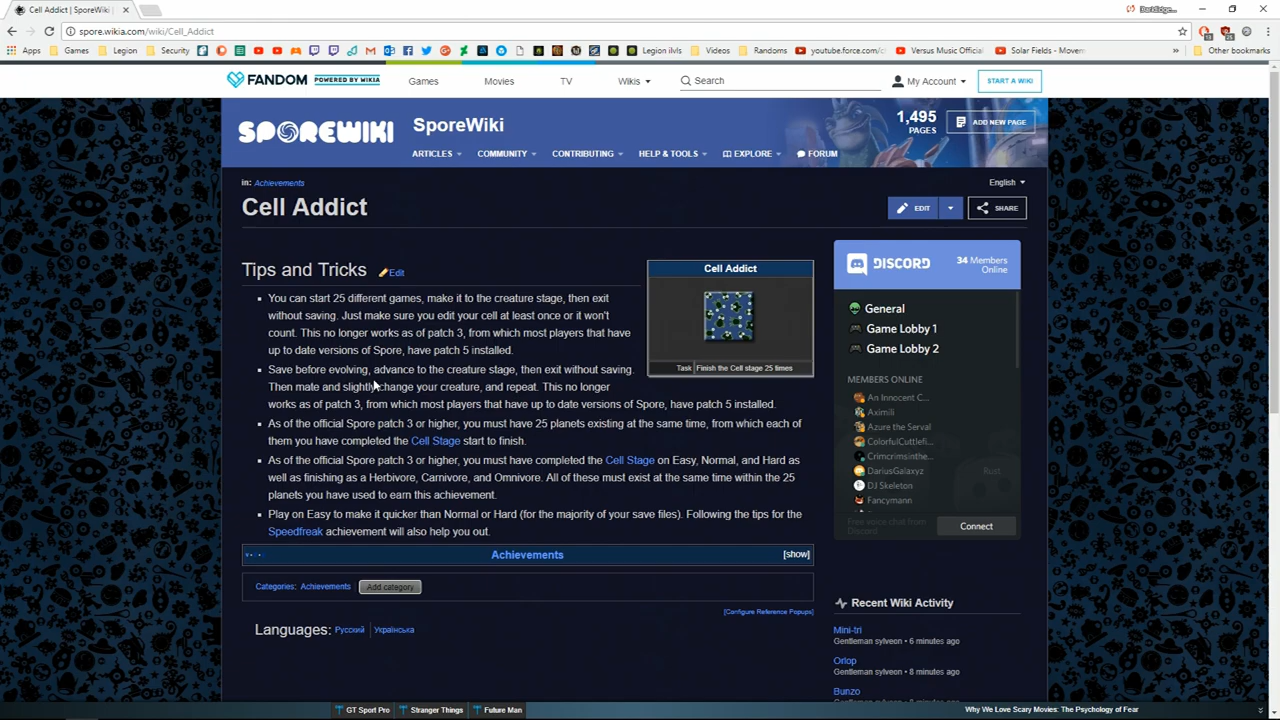 Cell Addict | SporeWiki |
spore.wikia.com/wiki/Cell_Addict
Apps Games Legion Security Legion ilvls Videos Randoms youtube.force.com/c Versus Music Official Solar Fields - Movem » Other bookmarks
FANDOM POWERED BY WIKIA Games Movies TV Wikis Search My Account START A WIKI
SPOREWIKI SporeWiki 1,495 PAGES ADD NEW PAGE
ARTICLES COMMUNITY CONTRIBUTING HELP & TOOLS EXPLORE FORUM
in: Achievements English
Cell Addict EDIT SHARE
Tips and Tricks Edit
You can start 25 different games, make it to the creature stage, then exit
without saving. Just make sure you edit your cell at least once or it won't
count. This no longer works as of patch 3, from which most players that have
up to date versions of Spore, have patch 5 installed.
Save before evolving, advance to the creature stage, then exit without saving.
Then mate and slightly change your creature, and repeat. This no longer
works as of patch 3, from which most players that have up to date versions of Spore, have patch 5 installed.
As of the official Spore patch 3 or higher, you must have 25 planets existing at the same time, from which each of
them you have completed the Cell Stage start to finish.
As of the official Spore patch 3 or higher, you must have completed the Cell Stage on Easy, Normal, and Hard as
well as finishing as a Herbivore, Carnivore, and Omnivore. All of these must exist at the same time within the 25
planets you have used to earn this achievement.
Play on Easy to make it quicker than Normal or Hard (for the majority of your save files). Following the tips for the
Speedfreak achievement will also help you out.
Cell Addict
Task Finish the Cell stage 25 times
Achievements [show]
Categories: Achievements Add category
[Configure Reference Popups]
Languages: Русский Українська
DISCORD 34 Members
Online
General
Game Lobby 1
Game Lobby 2
MEMBERS ONLINE
An Innocent C...
Aximili
Azure the Serval
ColorfulCuttlefi...
Crimcrimsinthe...
DariusGalaxyz Rust
DJ Skeleton
Fancymann
Free voice chat from
Discord
Connect
Recent Wiki Activity
Mini-tri
Gentleman sylveon • 6 minutes ago
Orlop
Gentleman sylveon • 8 minutes ago
Bunzo
GT Sport Pro Stranger Things Future Man Why We Love Scary Movies: The Psychology of Fear